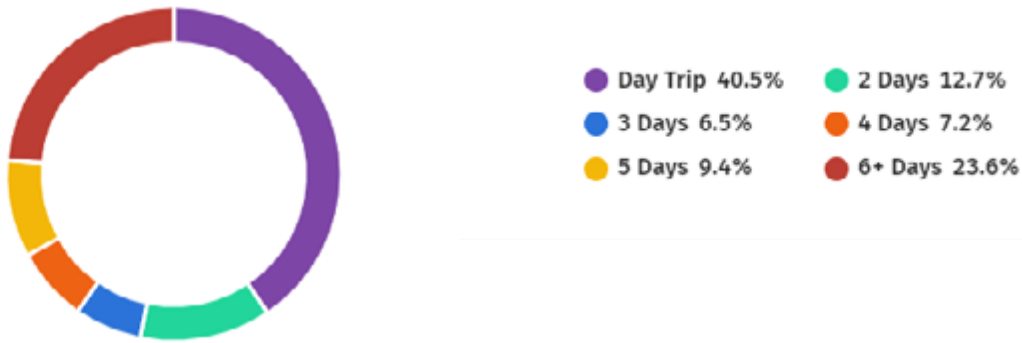 Day Trip 40.5% 2 Days 12.7%
3 Days 6.5% 4 Days 7.2%
5 Days 9.4% 6+ Days 23.6%